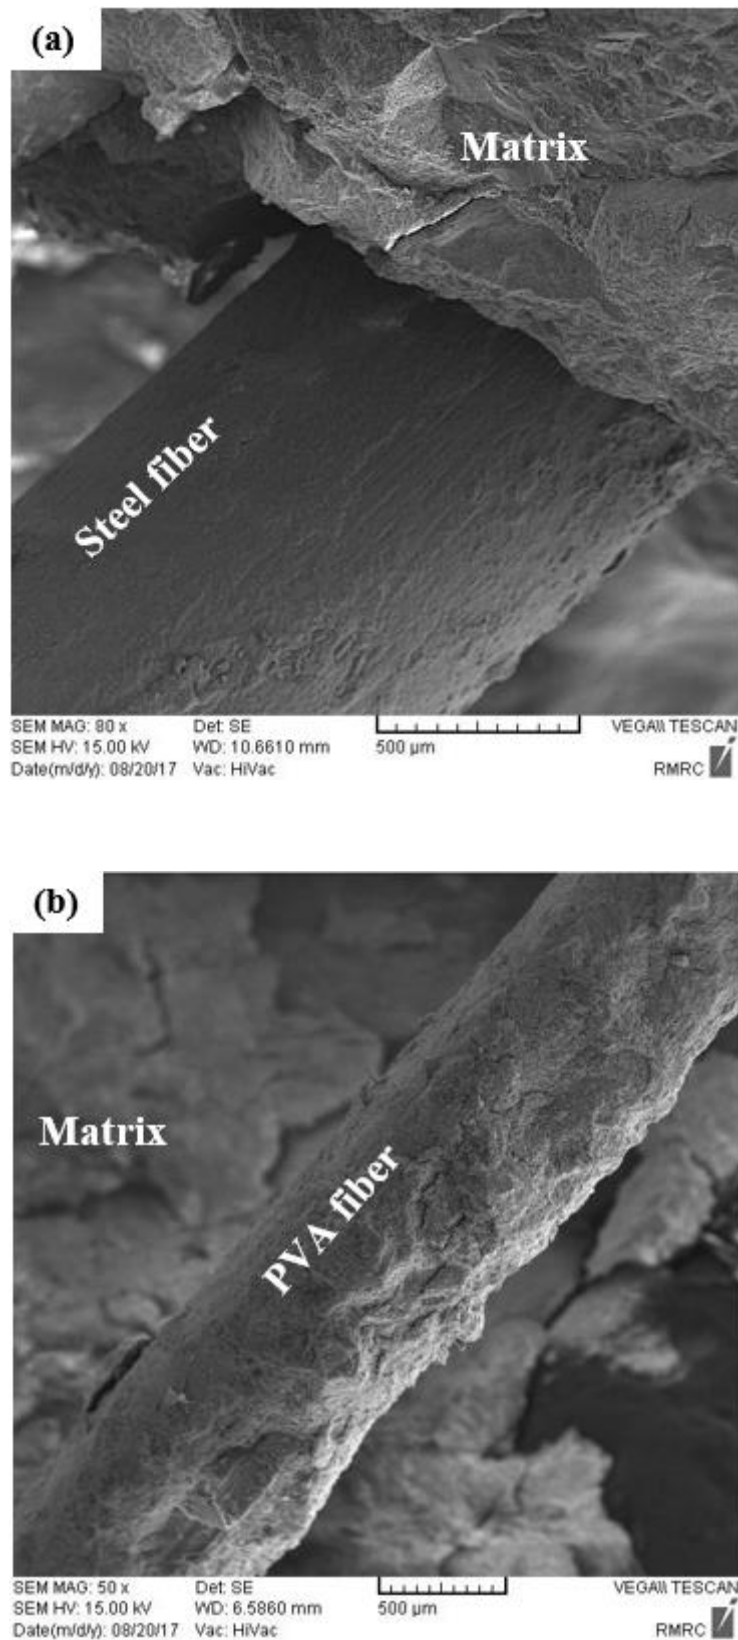 (a)
Matrix
Steel fiber
SEM MAG: 80 x Det: SE 500 µm VEGA\\ TESCAN
SEM HV: 15.00 kV WD: 10.6610 mm
Date(m/d/y): 08/20/17 Vac: HiVac RMRC
(b)
Matrix
PVA fiber
SEM MAG: 50 x Det: SE 500 µm VEGA\\ TESCAN
SEM HV: 15.00 kV WD: 6.5860 mm
Date(m/d/y): 08/20/17 Vac: HiVac RMRC